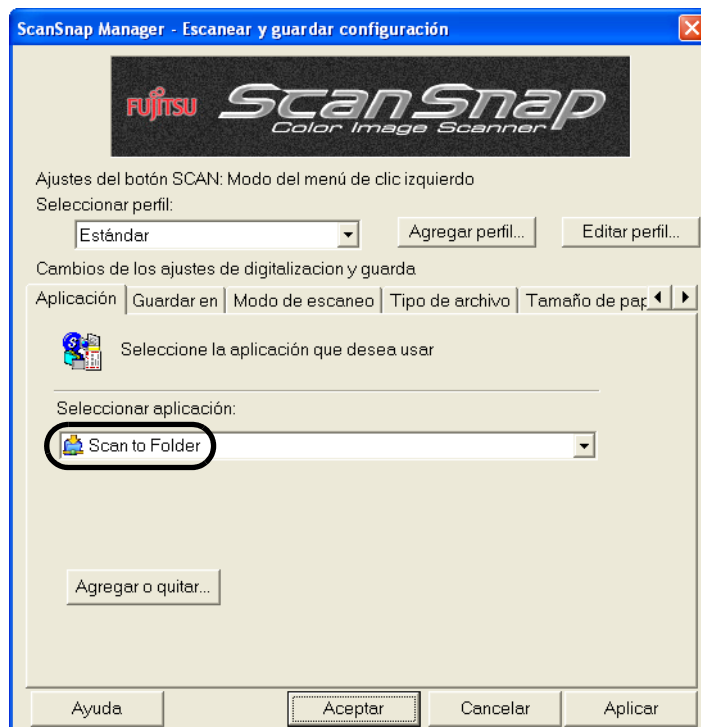 ScanSnap Manager - Escanear y guardar configuración
FUJITSU ScanSnap
Color Image Scanner
Ajustes del botón SCAN: Modo del menú de clic izquierdo
Seleccionar perfil:
Estándar Agregar perfil... Editar perfil...
Cambios de los ajustes de digitalizacion y guarda
Aplicación Guardar en Modo de escaneo Tipo de archivo Tamaño de pap
Seleccione la aplicación que desea usar
Seleccionar aplicación:
Scan to Folder
Agregar o quitar...
Ayuda Aceptar Cancelar Aplicar